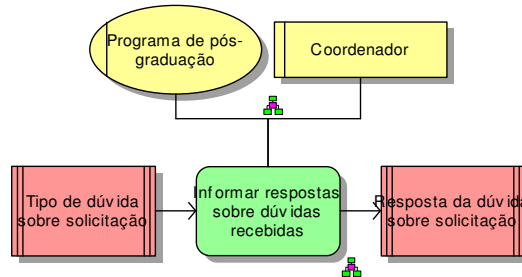 Programa de pós-
graduação
Coordenador
Tipo de dúvida
sobre solicitação
Informar respostas
sobre dúvidas
recebidas
Resposta da dúvida
sobre solicitação